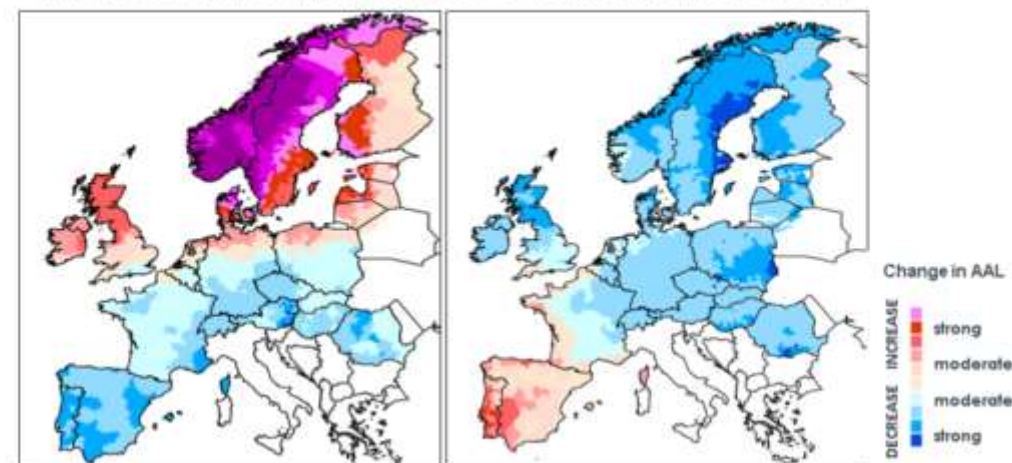 Change in AAL
INCREASE
strong
moderate
DECREASE
moderate
strong